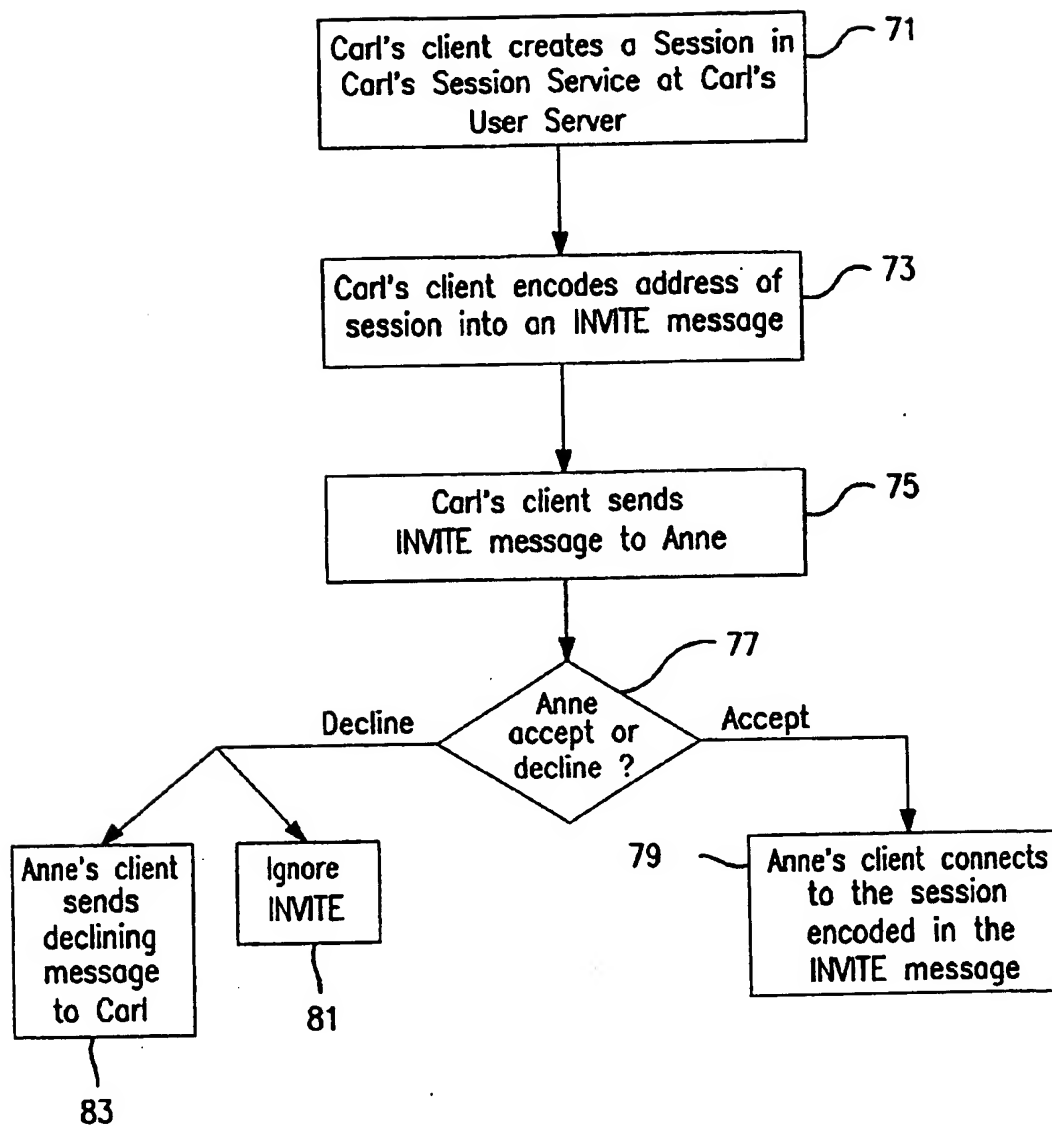 Carl's client creates a Session in
Carl's Session Service at Carl's
User Server
71
Carl's client encodes address of
session into an INVITE message
73
Carl's client sends
INVITE message to Anne
75
77
Anne
accept or
decline ?
Decline
Accept
Anne's client
sends
declining
message
to Carl
83
Ignore
INVITE
81
79
Anne's client connects
to the session
encoded in the
INVITE message